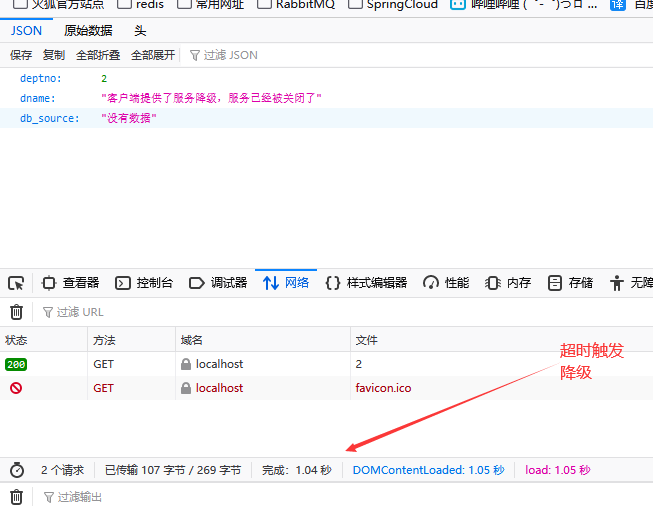 火狐官方站点 redis 常用网址 RabbitMQ SpringCloud 哔哩哔哩 (゜-゜)つロ ...
JSON 原始数据 头
保存 复制 全部折叠 全部展开 过滤 JSON
deptno: 2
dname: "客户端提供了服务降级，服务已经被关闭了"
db_source: "没有数据"
查看器 控制台 调试器 网络 样式编辑器 性能 内存 存储 无障
过滤 URL
状态 方法 域名 文件
200 GET localhost 2
GET localhost favicon.ico
超时触发
降级
2 个请求 已传输 107 字节 / 269 字节 完成：1.04 秒 DOMContentLoaded: 1.05 秒 load: 1.05 秒
过滤输出